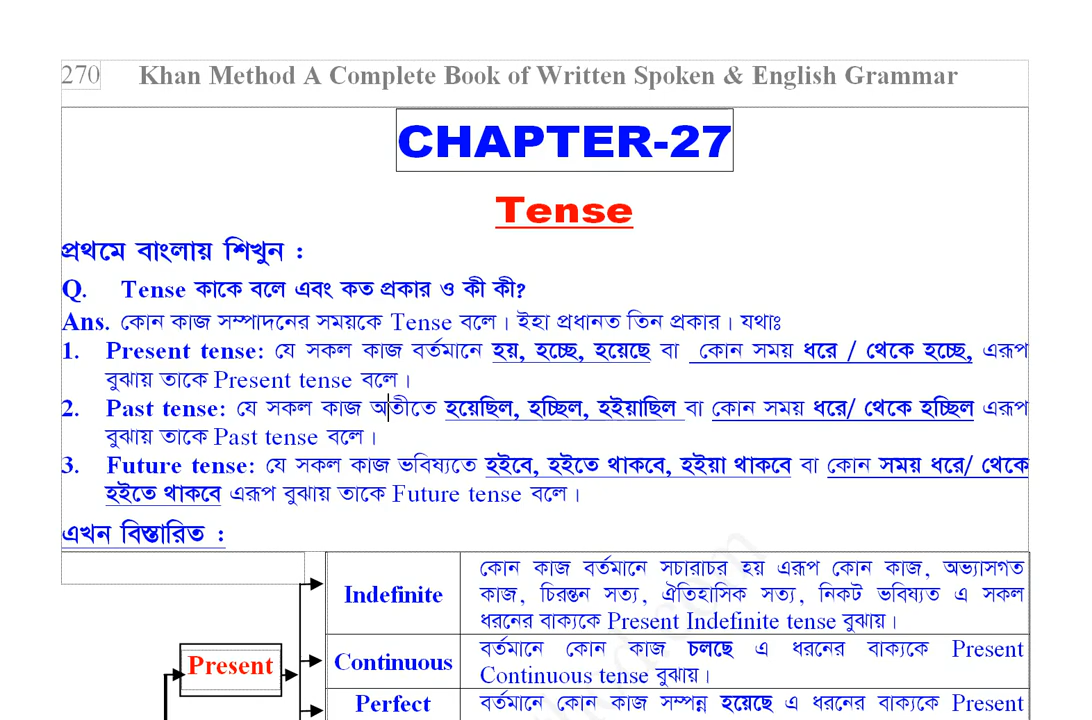 270 Khan Method A Complete Book of Written Spoken & English Grammar
CHAPTER-27
Tense
প্রথমে বাংলায় শিখুন :
Q. Tense কাকে বলে এবং কত প্রকার ও কী কী?
Ans. কোন কাজ সম্পাদনের সময়কে Tense বলে। ইহা প্রধানত তিন প্রকার। যথাঃ
1. Present tense: যে সকল কাজ বর্তমানে হয়, হচ্ছে, হয়েছে বা কোন সময় ধরে / থেকে হচ্ছে, এরূপ
বুঝায় তাকে Present tense বলে।
2. Past tense: যে সকল কাজ অতীতে হয়েছিল, হচ্ছিল, হইয়াছিল বা কোন সময় ধরে/ থেকে হচ্ছিল এরূপ
বুঝায় তাকে Past tense বলে।
3. Future tense: যে সকল কাজ ভবিষ্যতে হইবে, হইতে থাকবে, হইয়া থাকবে বা কোন সময় ধরে/ থেকে
হইতে থাকবে এরূপ বুঝায় তাকে Future tense বলে।
এখন বিস্তারিত :
Indefinite
কোন কাজ বর্তমানে সচারাচর হয় এরূপ কোন কাজ, অভ্যাসগত
কাজ, চিরন্তন সত্য, ঐতিহাসিক সত্য, নিকট ভবিষ্যত এ সকল
ধরনের বাক্যকে Present Indefinite tense বুঝায়।
Present
Continuous
বর্তমানে কোন কাজ চলছে এ ধরনের বাক্যকে Present
Continuous tense বুঝায়।
Perfect
বর্তমানে কোন কাজ সম্পন্ন হয়েছে এ ধরনের বাক্যকে Present